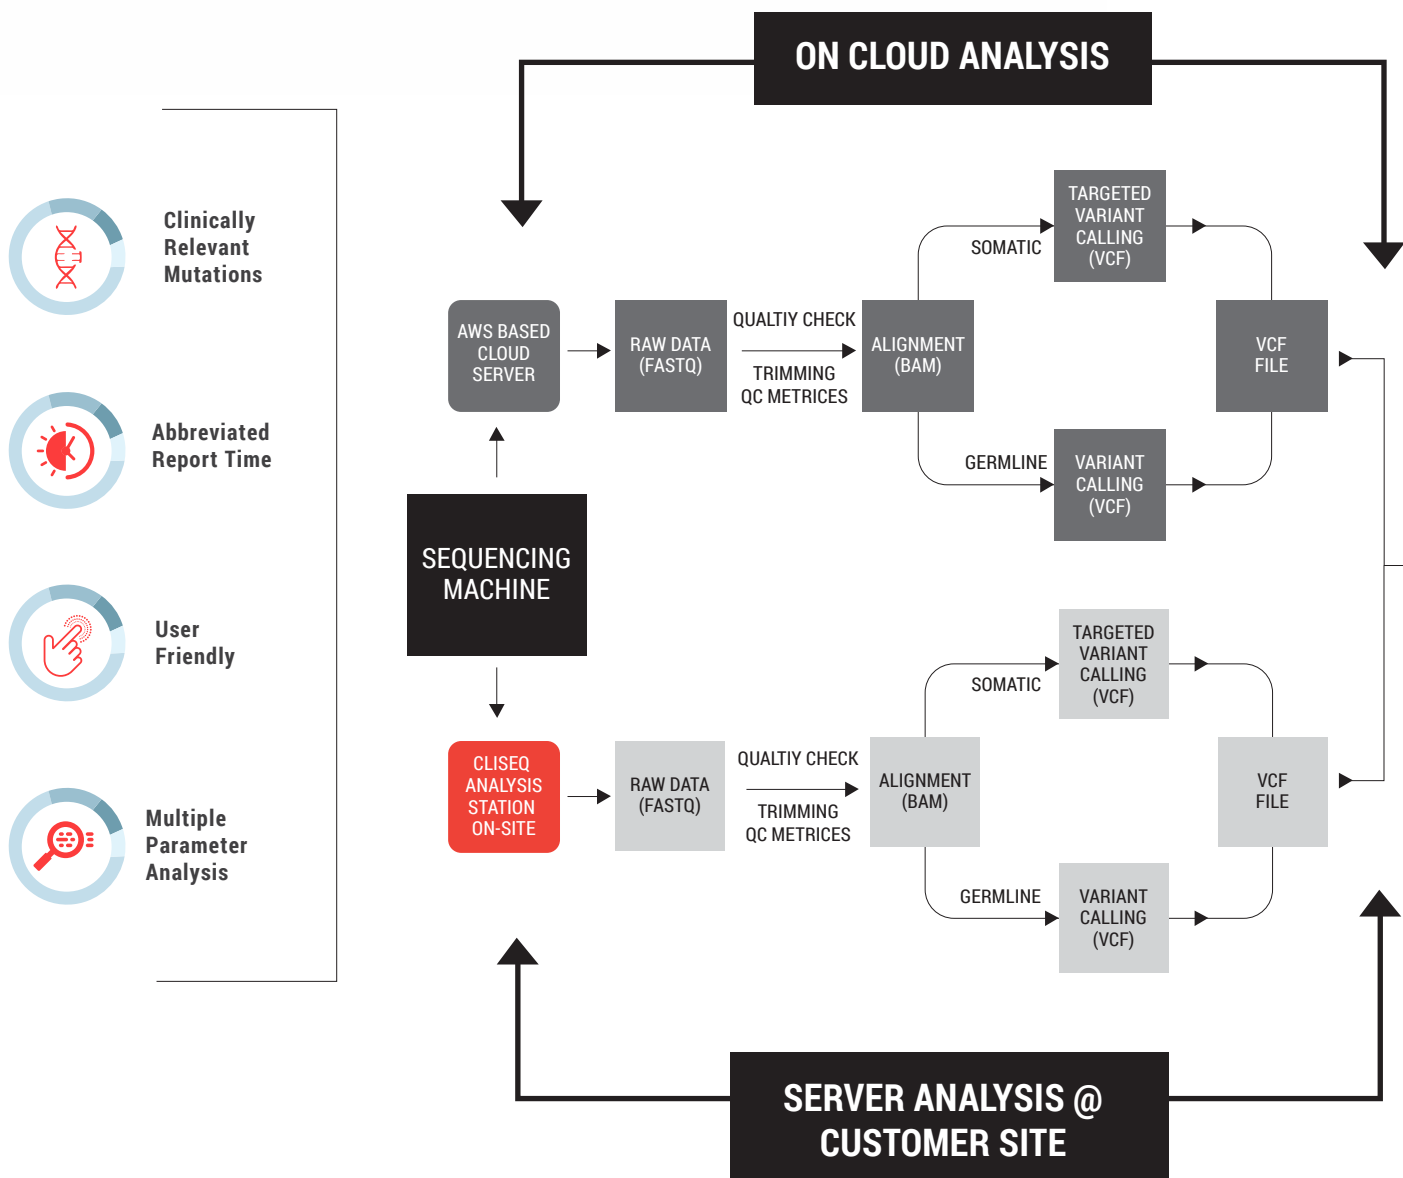 ON CLOUD ANALYSIS
Clinically
Relevant
Mutations
Abbreviated
Report Time
User
Friendly
Multiple
Parameter
Analysis
AWS BASED
CLOUD
SERVER
RAW DATA
(FASTQ)
QUALTIY CHECK
TRIMMING
QC METRICES
ALIGNMENT
(BAM)
SOMATIC
TARGETED
VARIANT
CALLING
(VCF)
GERMLINE
VARIANT
CALLING
(VCF)
VCF
FILE
SEQUENCING
MACHINE
CLISEQ
ANALYSIS
STATION
ON-SITE
RAW DATA
(FASTQ)
QUALTIY CHECK
TRIMMING
QC METRICES
ALIGNMENT
(BAM)
SOMATIC
TARGETED
VARIANT
CALLING
(VCF)
GERMLINE
VARIANT
CALLING
(VCF)
VCF
FILE
SERVER ANALYSIS @
CUSTOMER SITE